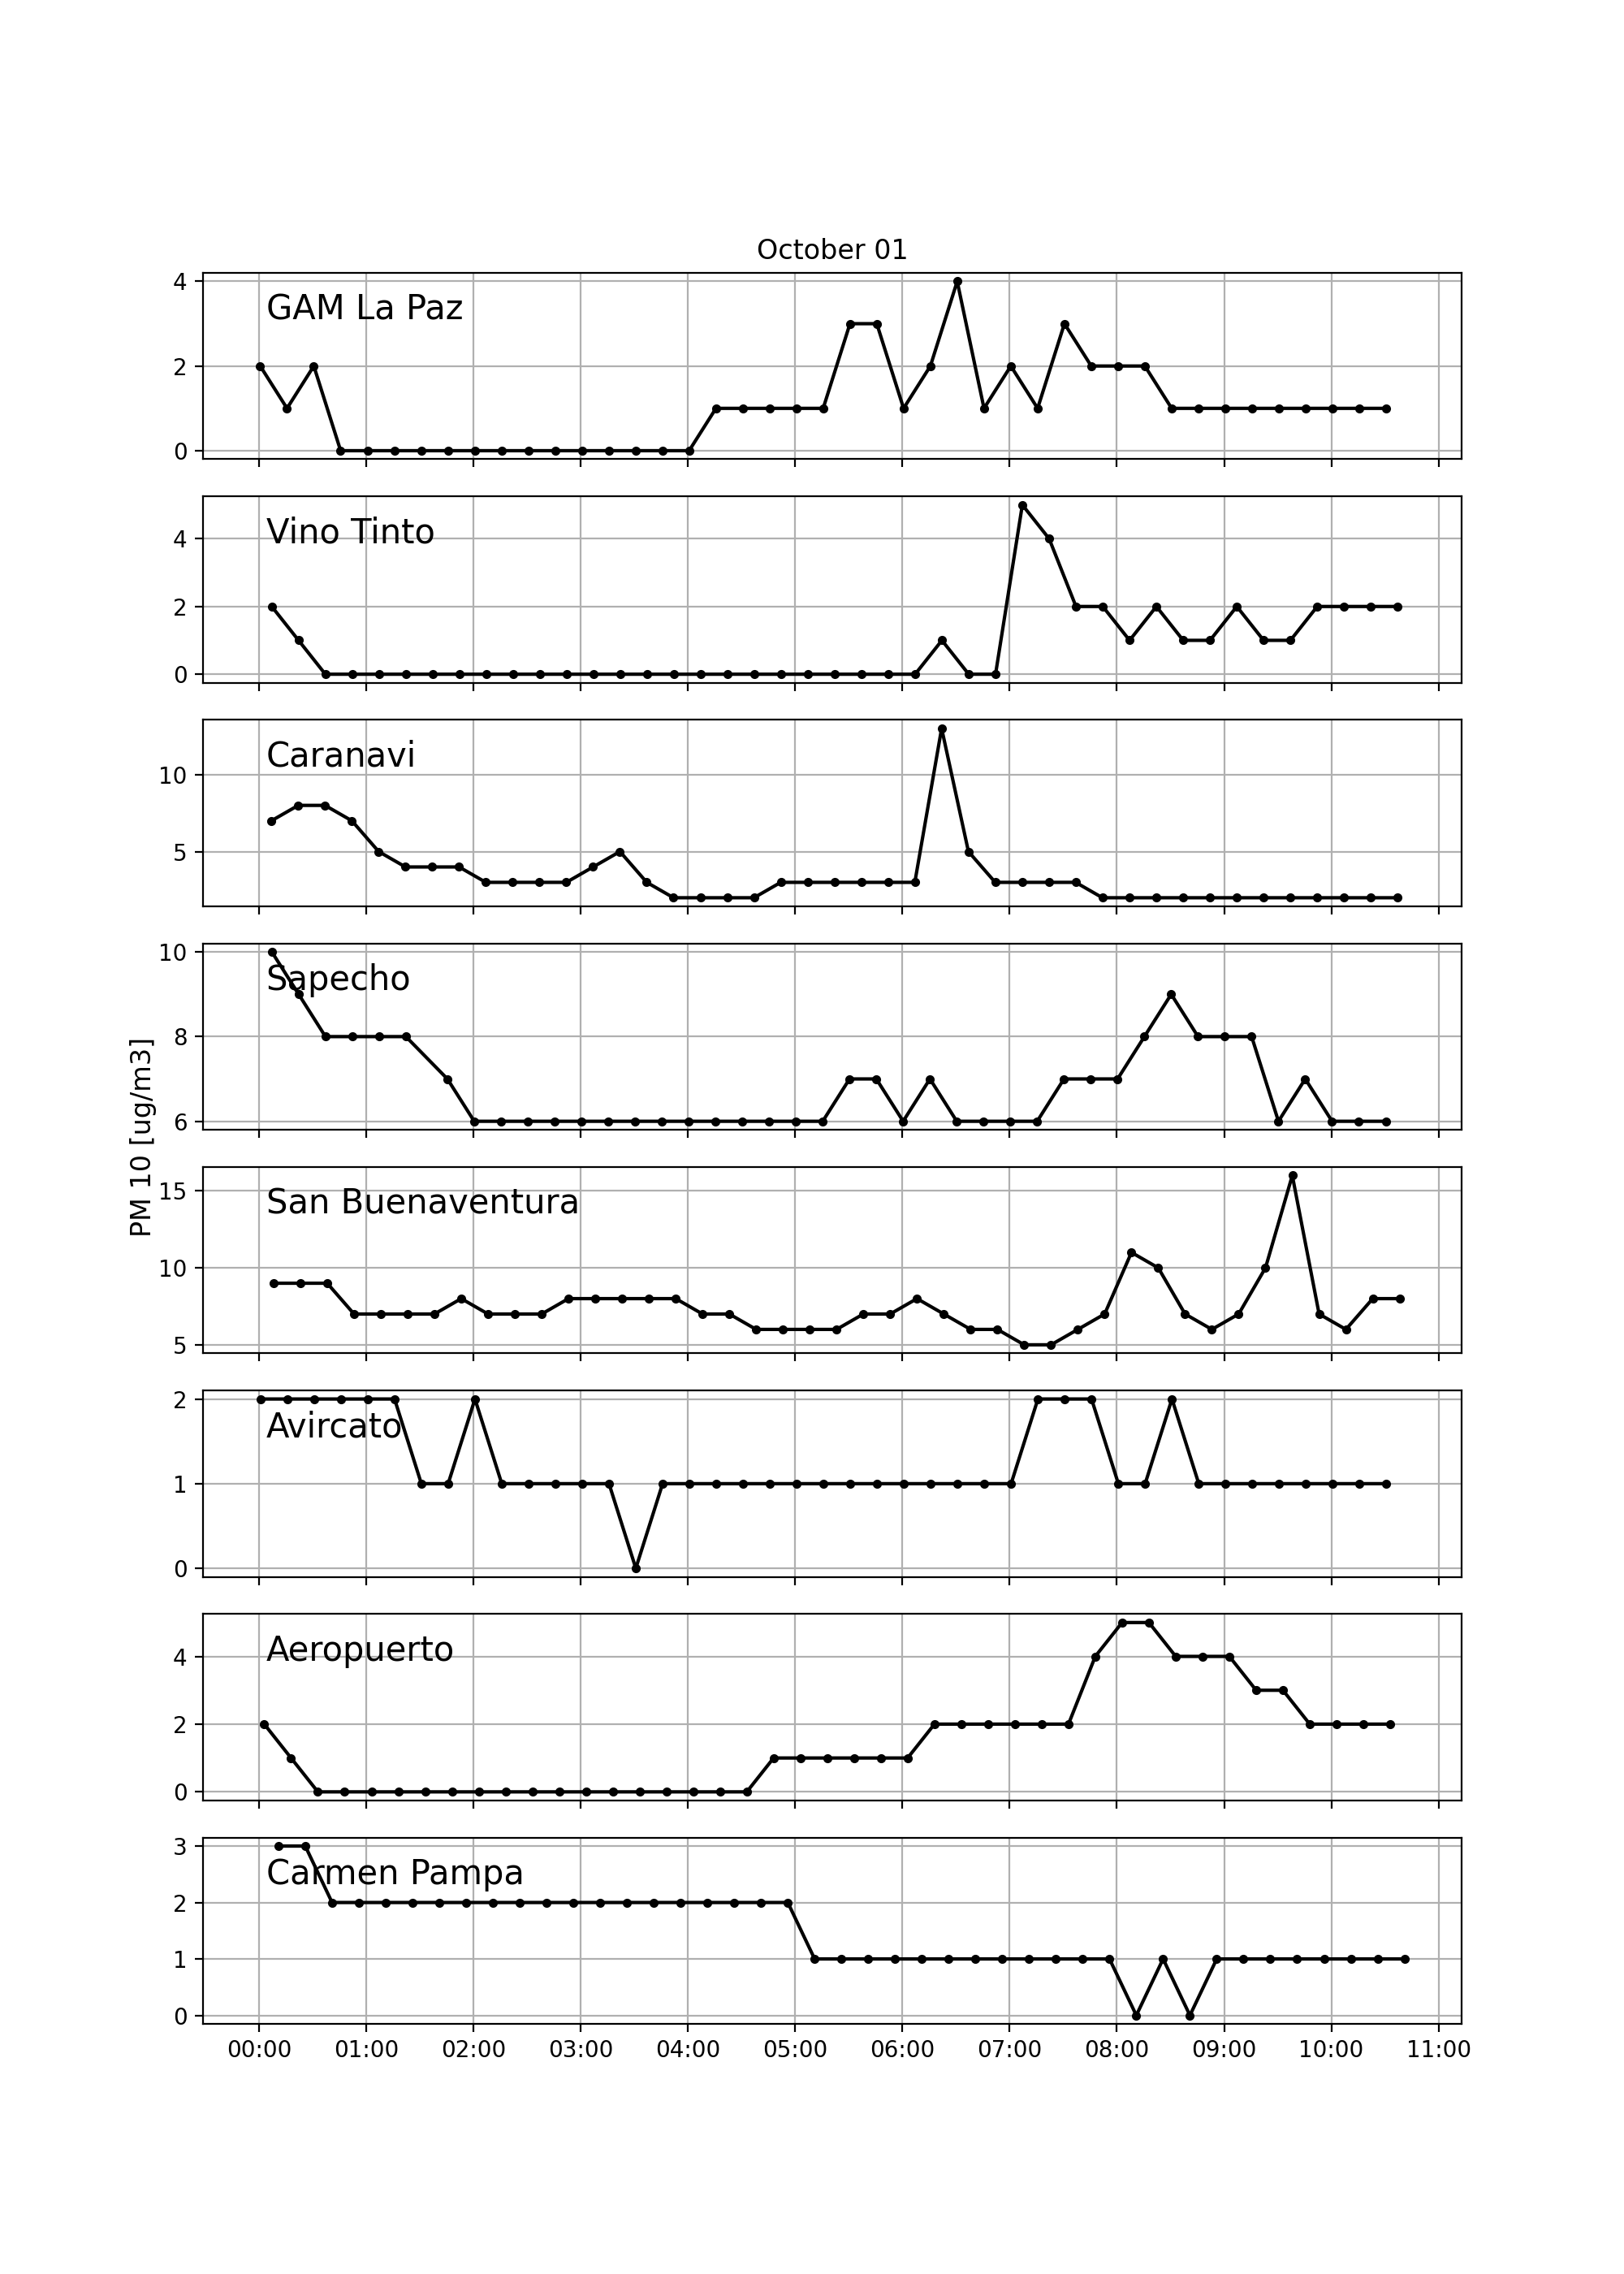 October 01
PM 10 [ug/m3]
4
GAM La Paz
2
0
Vino Tinto
4
2
0
Caranavi
10
5
10
Sapecho
8
6
15
San Buenaventura
10
5
2
Avircato
1
0
Aeropuerto
4
2
0
3
Carmen Pampa
2
1
0
00:00 01:00 02:00 03:00 04:00 05:00 06:00 07:00 08:00 09:00 10:00 11:00